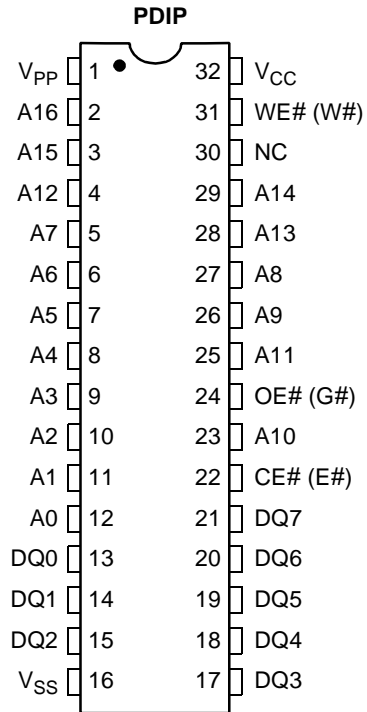 PDIP
VPP 1 32 VCC
A16 2 31 WE# (W#)
A15 3 30 NC
A12 4 29 A14
A7 5 28 A13
A6 6 27 A8
A5 7 26 A9
A4 8 25 A11
A3 9 24 OE# (G#)
A2 10 23 A10
A1 11 22 CE# (E#)
A0 12 21 DQ7
DQ0 13 20 DQ6
DQ1 14 19 DQ5
DQ2 15 18 DQ4
VSS 16 17 DQ3